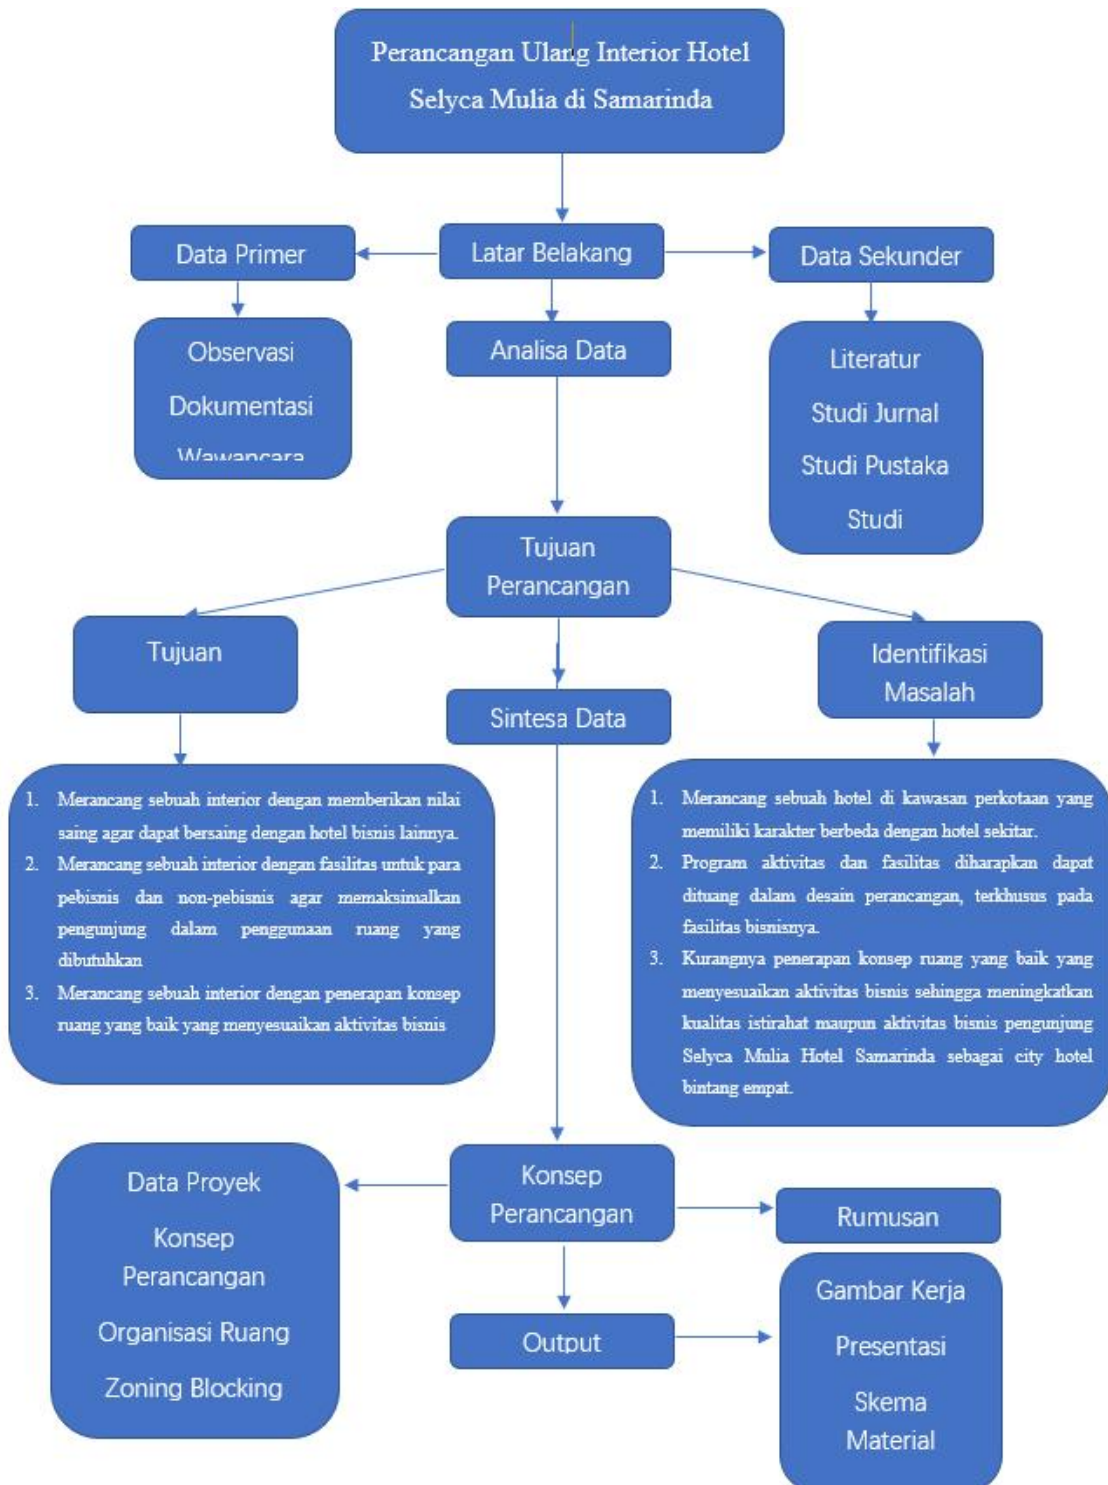 Perancangan Ulang Interior Hotel
Selyca Mulia di Samarinda
Data Primer
Latar Belakang
Data Sekunder
Observasi
Dokumentasi
Wawancara
Analisa Data
Literatur
Studi Jurnal
Studi Pustaka
Studi
Tujuan
Perancangan
Tujuan
Identifikasi
Masalah
Sintesa Data
1. Merancang sebuah interior dengan memberikan nilai
saing agar dapat bersaing dengan hotel bisnis lainnya.
2. Merancang sebuah interior dengan fasilitas untuk para
pebisnis dan non-pebisnis agar memaksimalkan
pengunjung dalam penggunaan ruang yang
dibutuhkan
3. Merancang sebuah interior dengan penerapan konsep
ruang yang baik yang menyesuaikan aktivitas bisnis
1. Merancang sebuah hotel di kawasan perkotaan yang
memiliki karakter berbeda dengan hotel sekitar.
2. Program aktivitas dan fasilitas diharapkan dapat
dituang dalam desain perancangan, terkhusus pada
fasilitas bisnisnya.
3. Kurangnya penerapan konsep ruang yang baik yang
menyesuaikan aktivitas bisnis sehingga meningkatkan
kualitas istirahat maupun aktivitas bisnis pengunjung
Selyca Mulia Hotel Samarinda sebagai city hotel
bintang empat.
Data Proyek
Konsep
Perancangan
Organisasi Ruang
Zoning Blocking
Konsep
Perancangan
Rumusan
Output
Gambar Kerja
Presentasi
Skema
Material